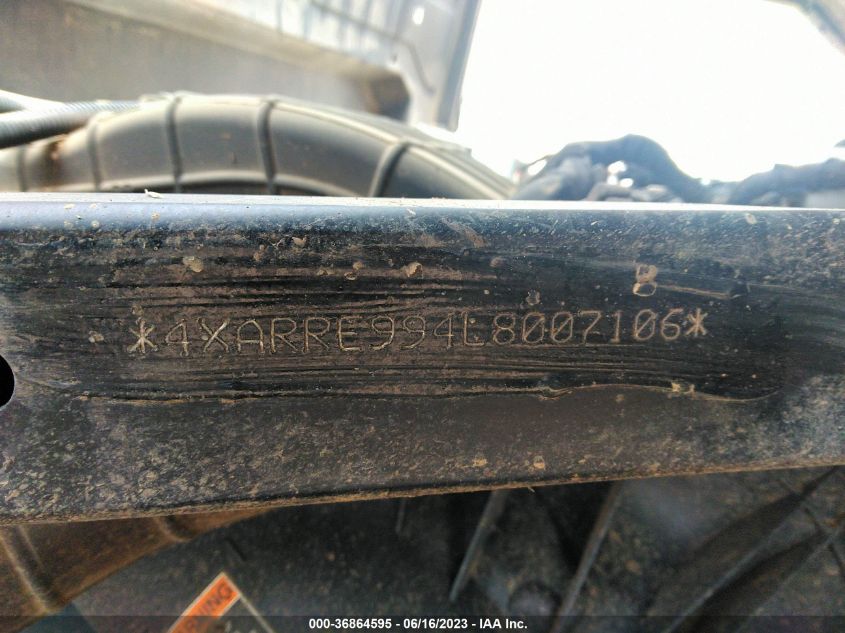 8
*4XARRE994L8007106*
WARNING
000-36864595 - 06/16/2023 - IAA Inc.